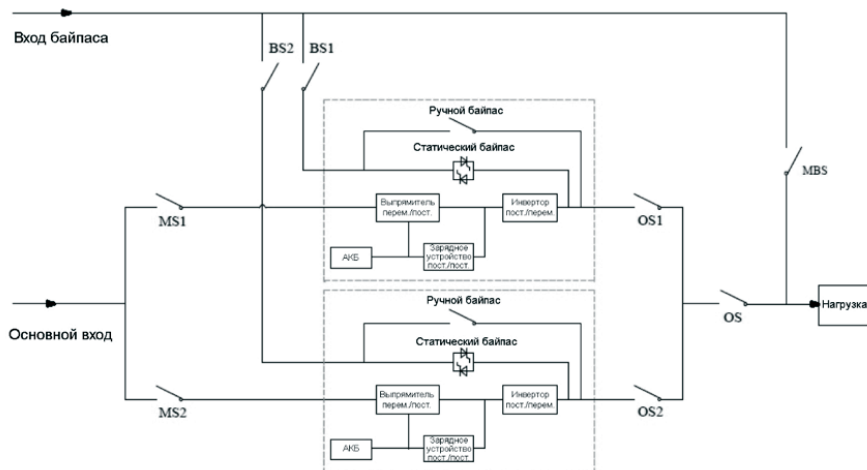 Вход байпаса
BS2
BS1
Ручной байпас
Статический байпас
MS1
Выпрямитель
перем./пост.
Инвертор
пост./перем.
OS1
MBS
АКБ
Зарядное
устройство
пост./пост.
Основной вход
OS
Нагрузка
Ручной байпас
Статический байпас
MS2
Выпрямитель
перем./пост.
Инвертор
пост./перем.
OS2
АКБ
Зарядное
устройство
пост./пост.